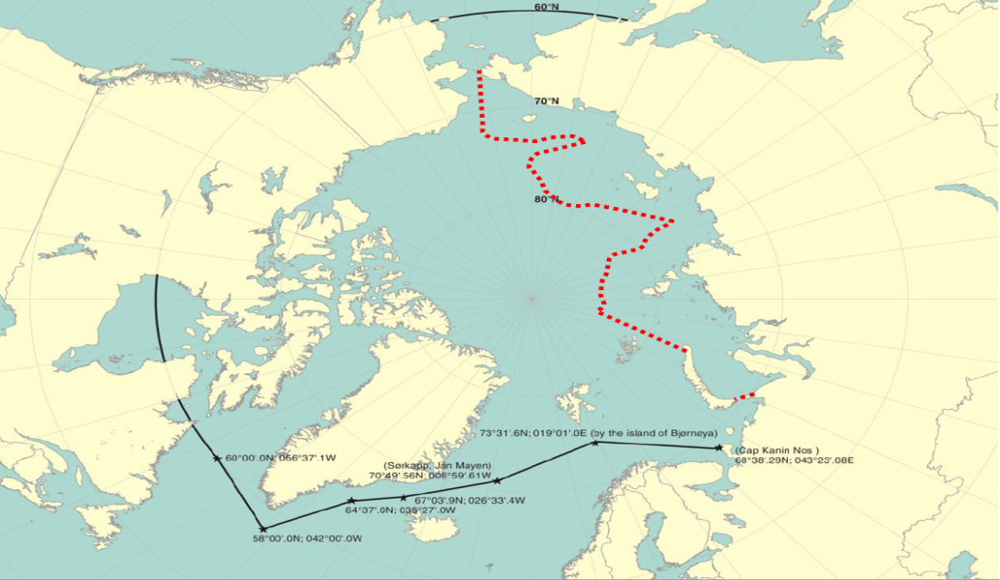 60°N
70°N
80°N
73°31'.6N; 019°01'.0E (by the island of Bjørnøya)
(Cap Kanin Nos )
68°38'.29N; 043°23'.08E
60°00'.0N; 056°37'.1W
(Sørkapp, Jan Mayen)
70°49'.56N; 008°59'.61W
67°03'.9N; 026°33'.4W
64°37'.0N; 035°27'.0W
58°00'.0N; 042°00'.0W